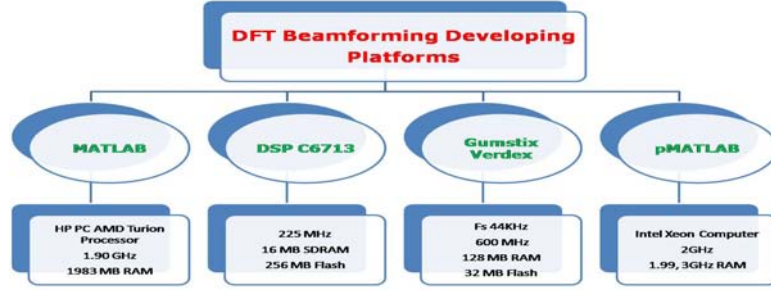 DFT Beamforming Developing
Platforms
MATLAB
DSP C6713
Gumstix
Verdex
pMATLAB
HP PC AMD Turion
Processor
1.90 GHz
1983 MB RAM
225 MHz
16 MB SDRAM
256 MB Flash
Fs 44KHz
600 MHz
128 MB RAM
32 MB Flash
Intel Xeon Computer
2GHz
1.99, 3GHz RAM